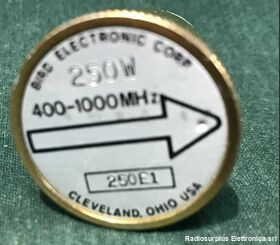 BIRD ELECTRONIC CORP
250W
400-1000MHz
250E1
CLEVELAND, OHIO USA
Radiosurplus Elettronica srl